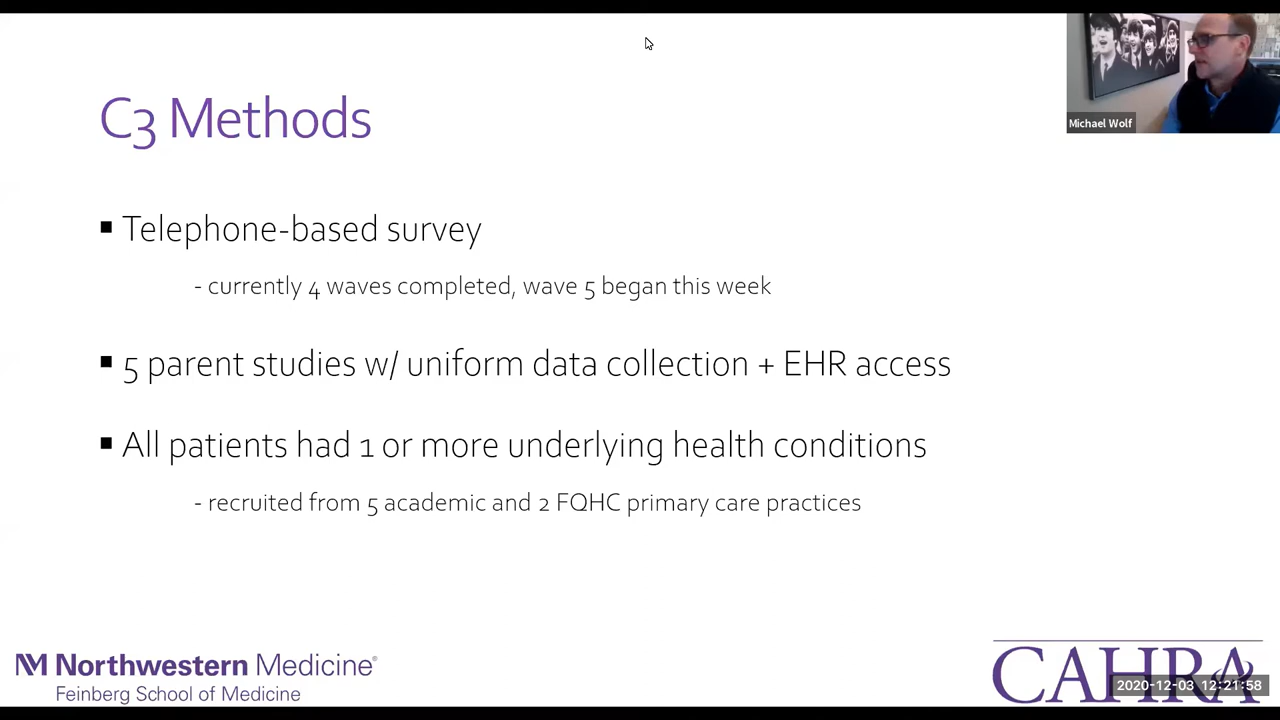 Michael Wolf
C3 Methods
▪ Telephone-based survey
- currently 4 waves completed, wave 5 began this week
▪ 5 parent studies w/ uniform data collection + EHR access
▪ All patients had 1 or more underlying health conditions
- recruited from 5 academic and 2 FQHC primary care practices
NM Northwestern Medicine®
Feinberg School of Medicine
CAHRA
2020-12-03 12:21:58